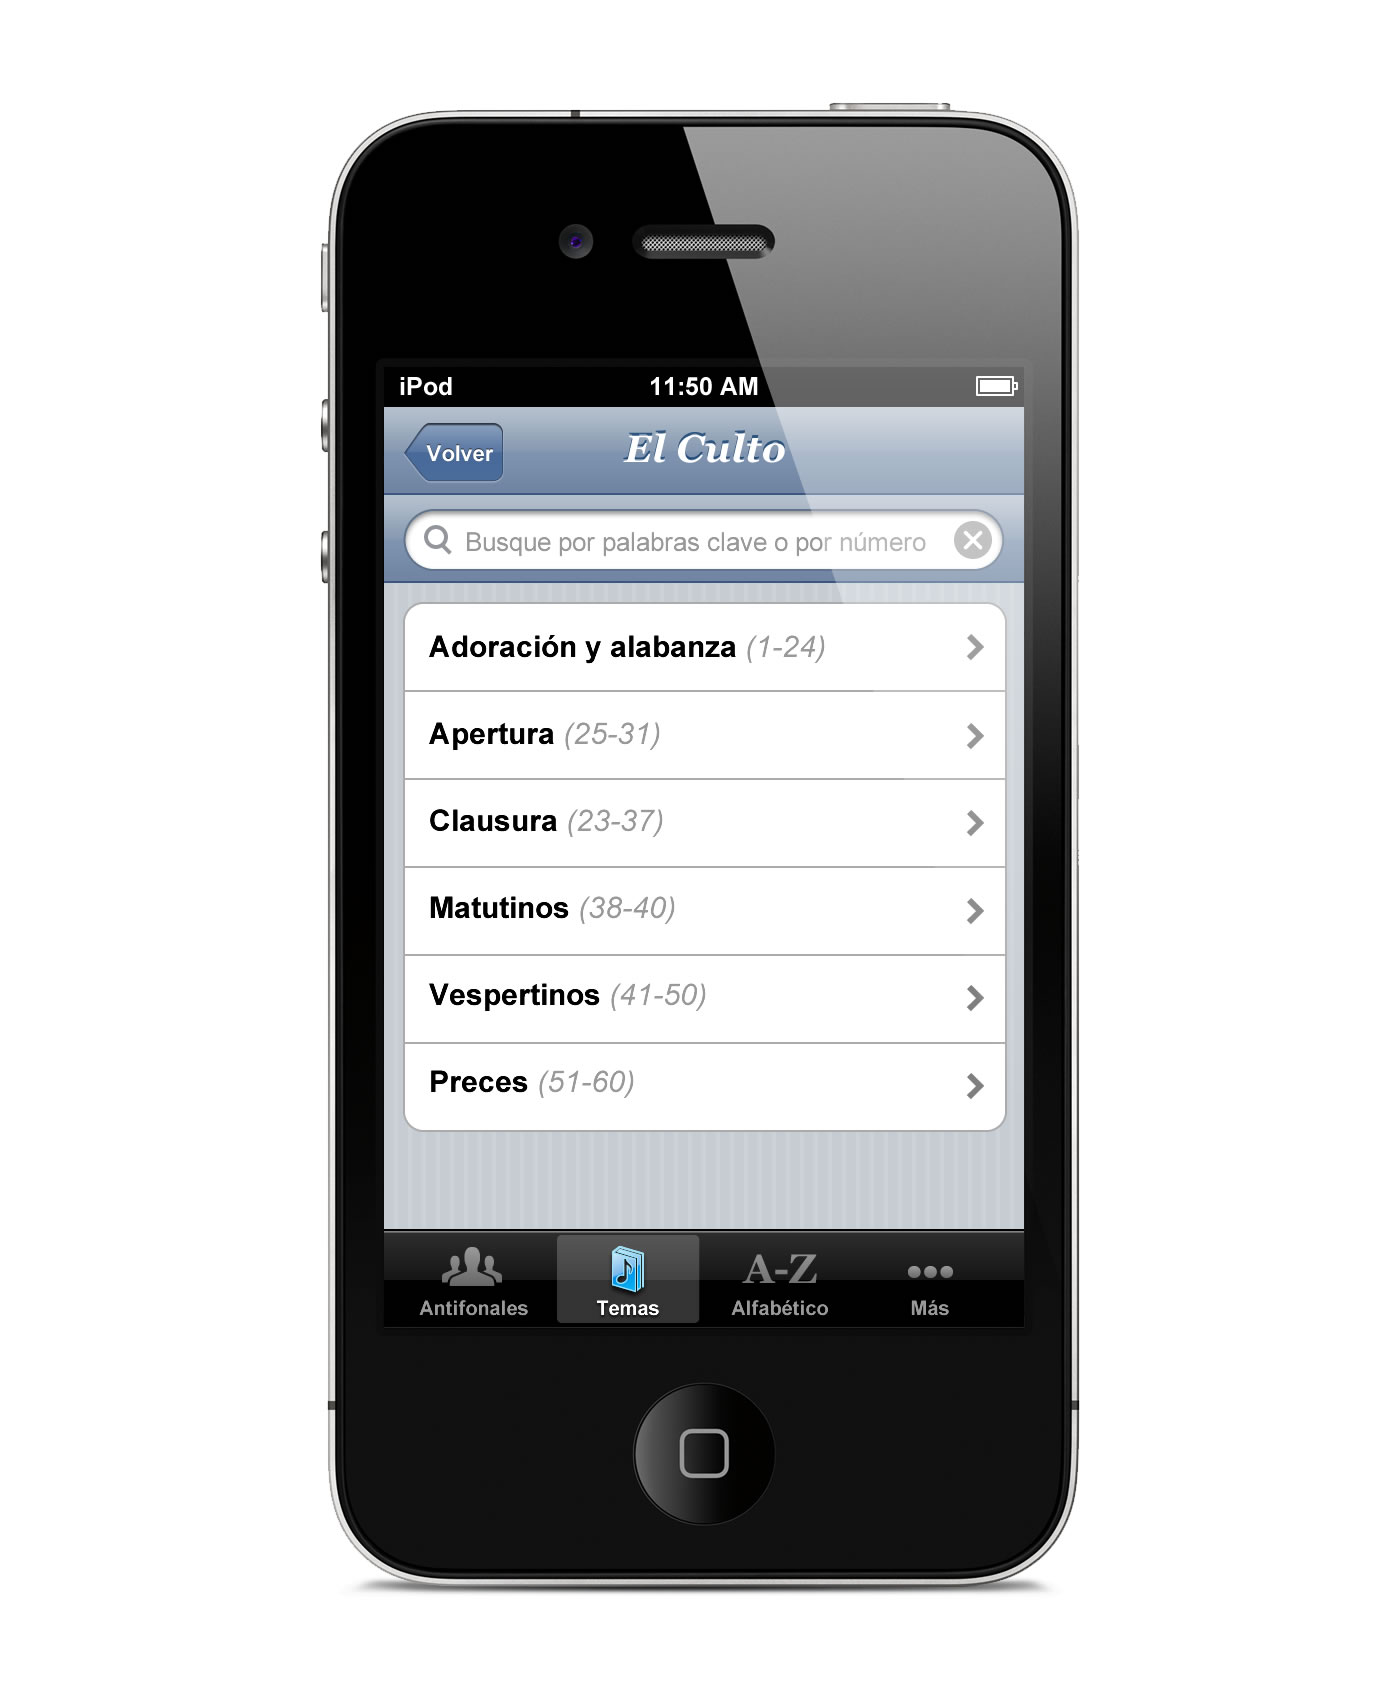 iPod 11:50 AM
Volver El Culto
Busque por palabras clave o por número
Adoración y alabanza (1-24)
Apertura (25-31)
Clausura (23-37)
Matutinos (38-40)
Vespertinos (41-50)
Preces (51-60)
A-Z
Antifonales Temas Alfabético Más